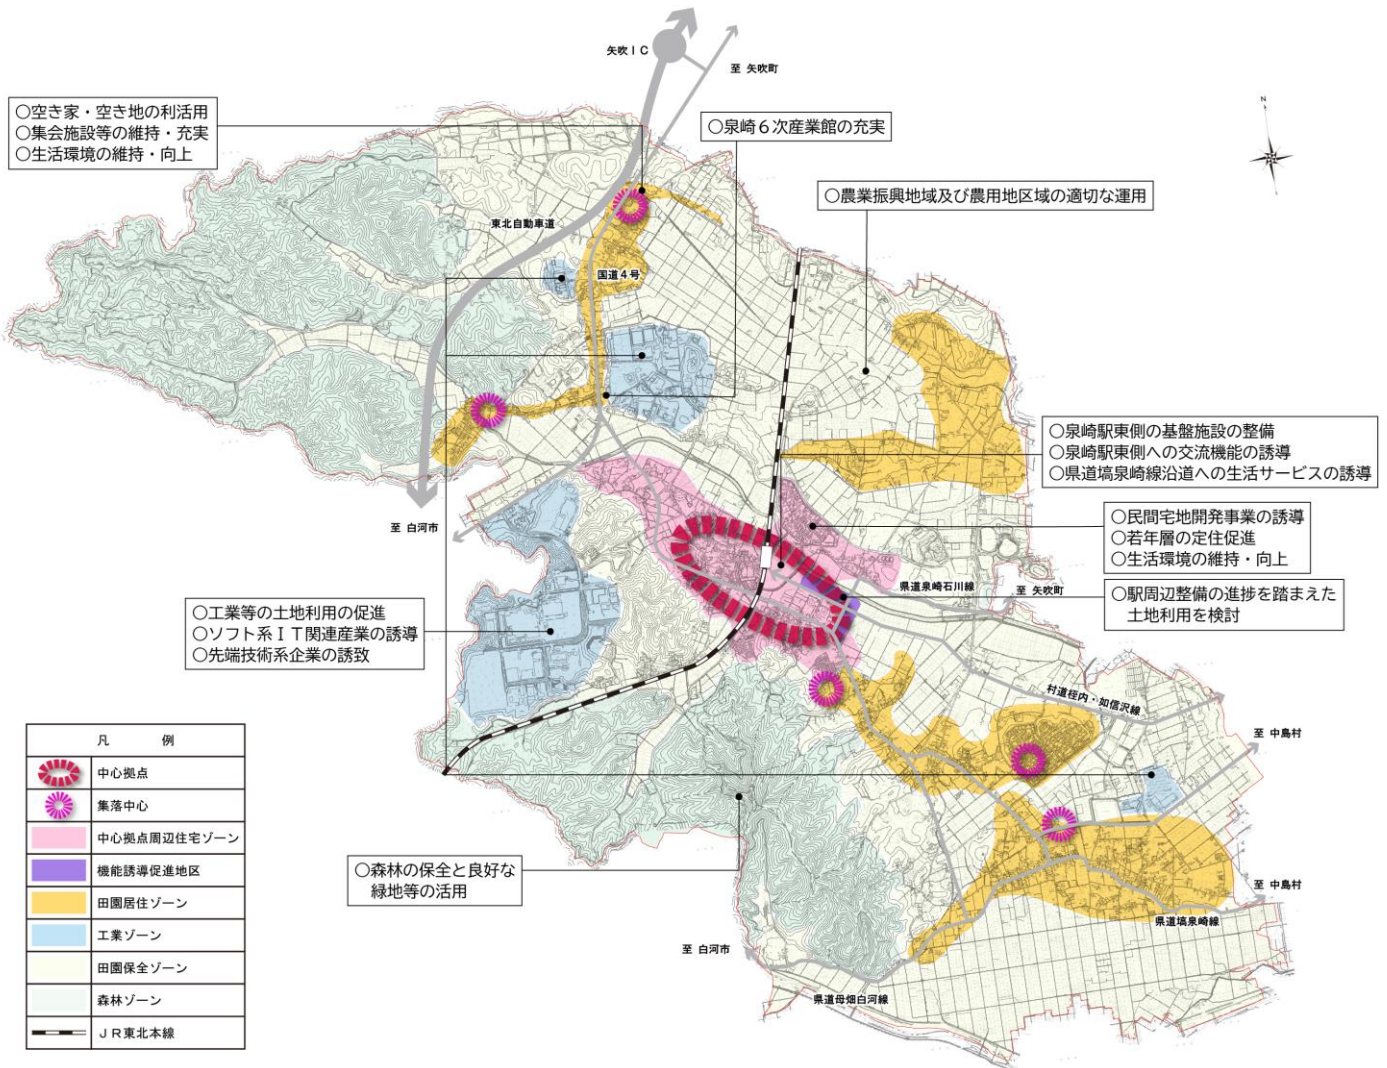 矢吹ＩＣ
至 矢吹町
○空き家・空き地の利活用
○集会施設等の維持・充実
○生活環境の維持・向上
○泉崎６次産業館の充実
N
○農業振興地域及び農用地区域の適切な運用
東北自動車道
国道４号
○泉崎駅東側の基盤施設の整備
○泉崎駅東側への交流機能の誘導
○県道塙泉崎線沿道への生活サービスの誘導
至 白河市
○民間宅地開発事業の誘導
○若年層の定住促進
○生活環境の維持・向上
県道泉崎石川線
至 矢吹町
○駅周辺整備の進捗を踏まえた
土地利用を検討
○工業等の土地利用の促進
○ソフト系ＩＴ関連産業の誘導
○先端技術系企業の誘致
村道桎内・如信沢線
至 中島村
凡 例
中心拠点
集落中心
中心拠点周辺住宅ゾーン
機能誘導促進地区
田園居住ゾーン
工業ゾーン
田園保全ゾーン
森林ゾーン
ＪＲ東北本線
○森林の保全と良好な
緑地等の活用
至 中島村
県道塙泉崎線
至 白河市
県道母畑白河線